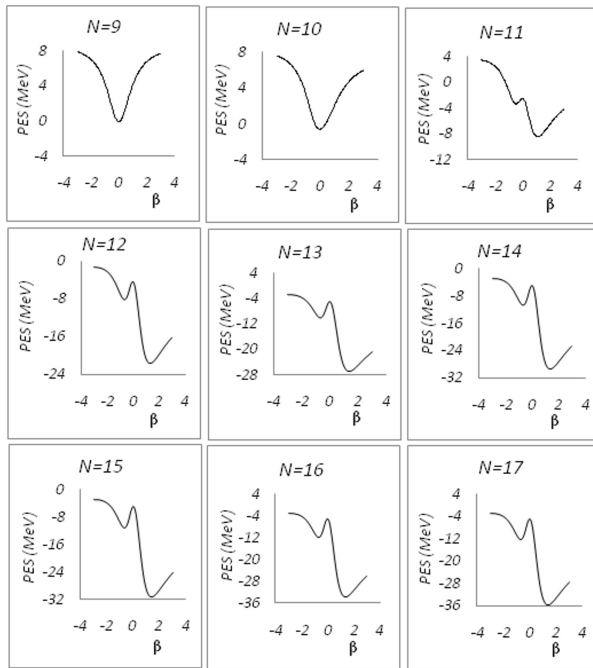 N=9
N=10
N=11
PES (MeV)
8
4
0
-4
-4 -2 0 2 4
β
PES (MeV)
8
4
0
-4
-4 -2 0 2 4
β
PES (MeV)
4
0
-4
-8
-12
-4 -2 0 2 4
β
N=12
N=13
N=14
PES (MeV)
0
-8
-16
-24
-4 -2 0 2 4
β
PES (MeV)
4
-4
-12
-20
-28
-4 -2 0 2 4
β
PES (MeV)
0
-8
-16
-24
-32
-4 -2 0 2 4
β
N=15
N=16
N=17
PES (MeV)
0
-8
-16
-24
-32
-4 -2 0 2 4
β
PES (MeV)
4
-4
-12
-20
-28
-36
-4 -2 0 2 4
β
PES (MeV)
4
-4
-12
-20
-28
-36
-4 -2 0 2 4
β